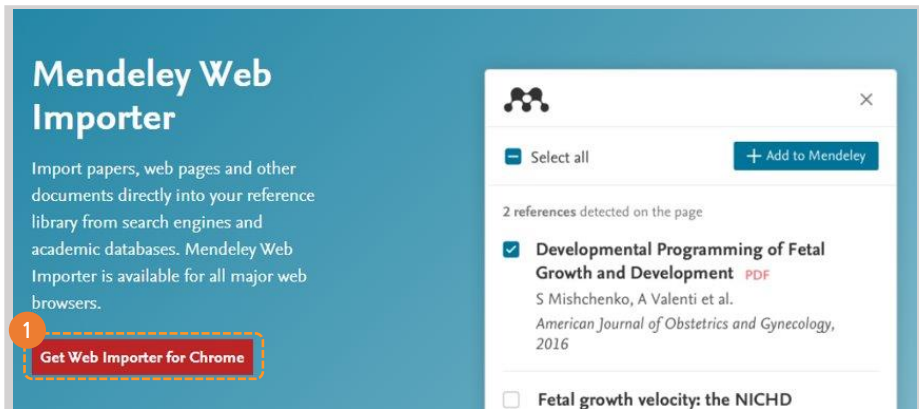 Mendeley Web
Importer
Import papers, web pages and other
documents directly into your reference
library from search engines and
academic databases. Mendeley Web
Importer is available for all major web
browsers.
1
Get Web Importer for Chrome
Select all
+ Add to Mendeley
2 references detected on the page
Developmental Programming of Fetal
Growth and Development PDF
S Mishchenko, A Valenti et al.
American Journal of Obstetrics and Gynecology,
2016
Fetal growth velocity: the NICHD